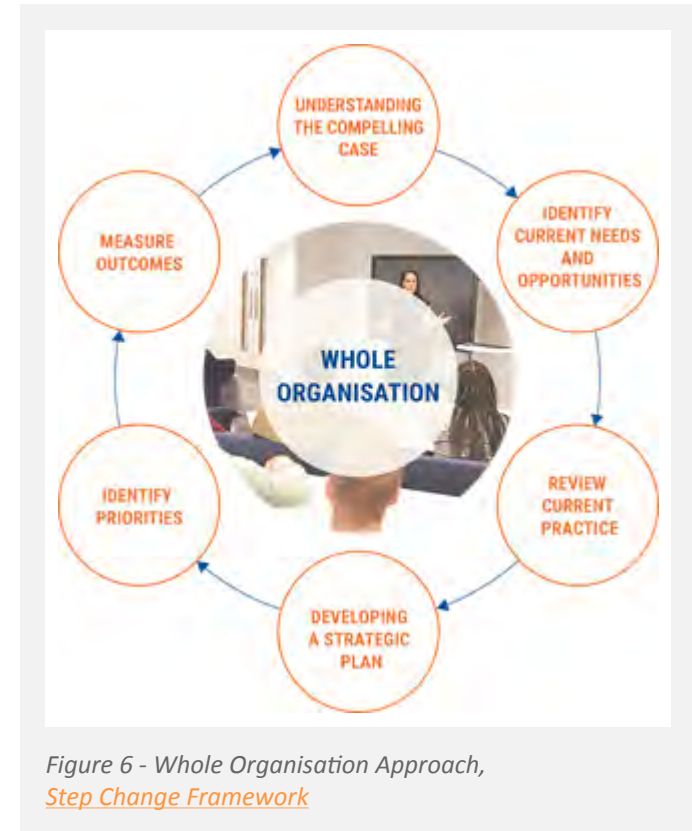 UNDERSTANDING
THE COMPELLING
CASE
IDENTIFY
CURRENT NEEDS
AND
OPPORTUNITIES
REVIEW
CURRENT
PRACTICE
DEVELOPING
A STRATEGIC
PLAN
IDENTIFY
PRIORITIES
MEASURE
OUTCOMES
WHOLE
ORGANISATION
Figure 6 - Whole Organisation Approach,
Step Change Framework